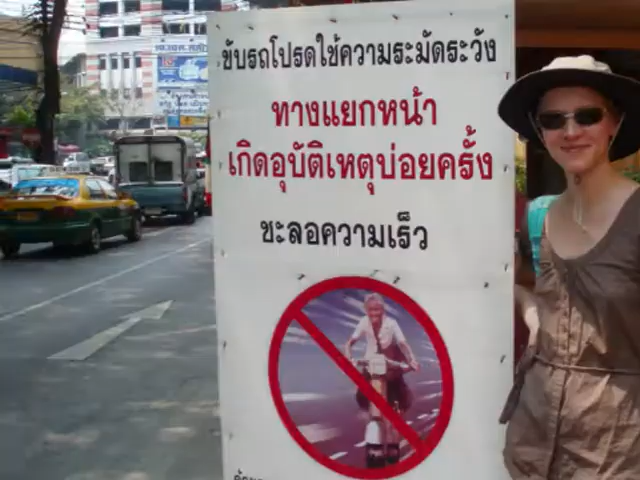 ขับรถโปรดใช้ความระมัดระวัง
ทางแยกหน้า
เกิดอุบัติเหตุบ่อยครั้ง
ชะลอความเร็ว